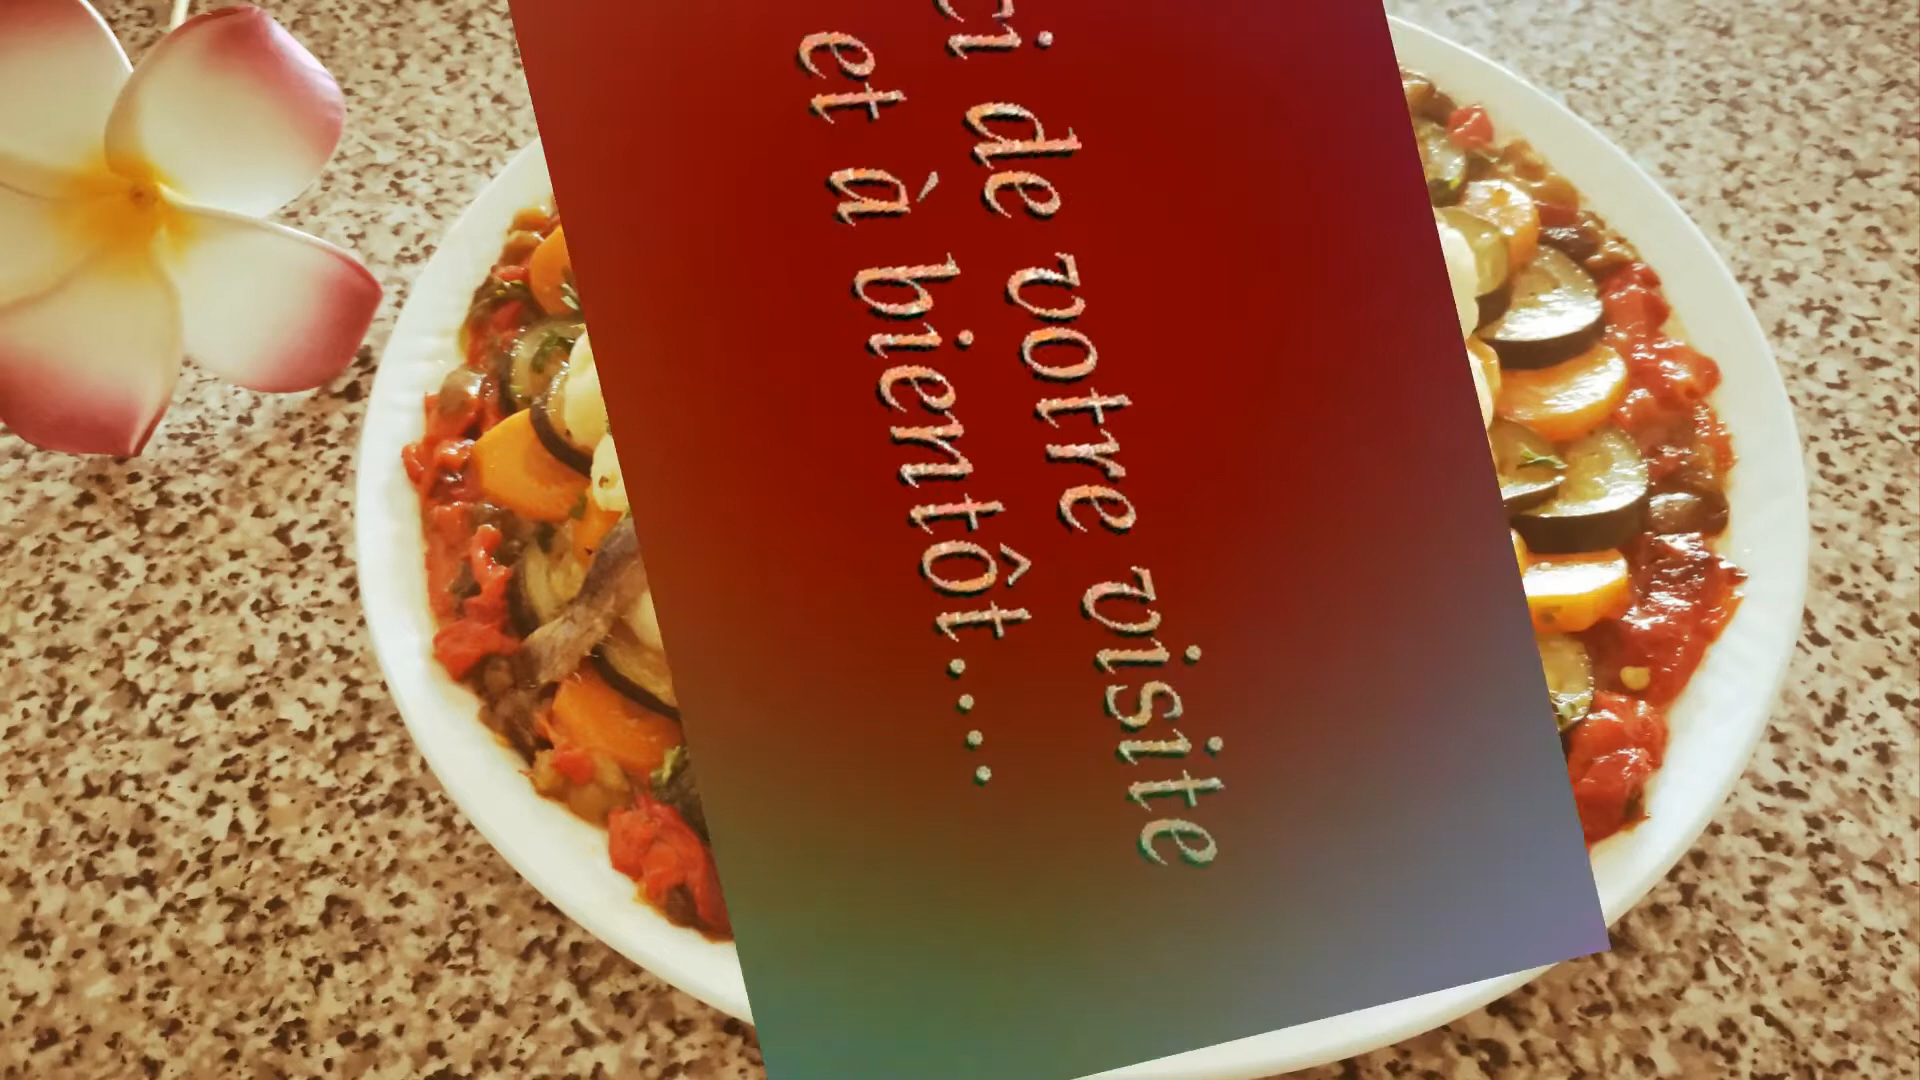 ci de votre visite
et à bientôt....